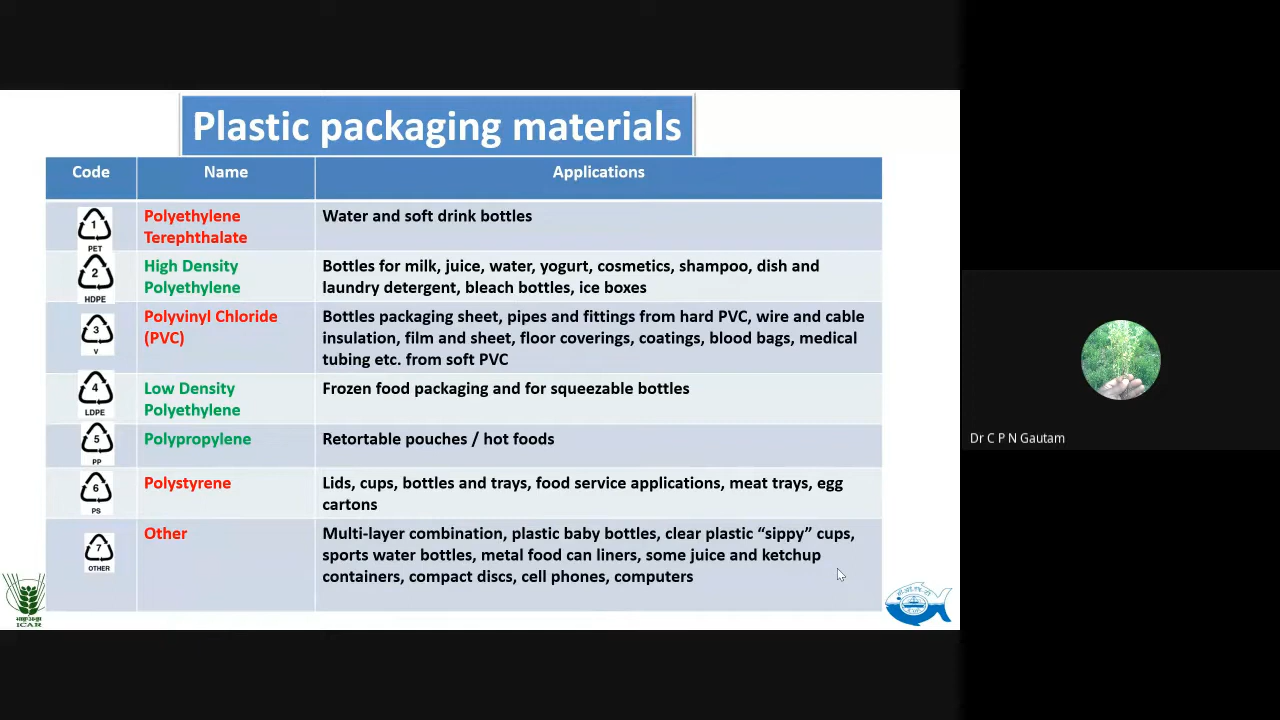 Plastic packaging materials
Code Name Applications
1
PET
Polyethylene
Terephthalate
Water and soft drink bottles
2
HDPE
High Density
Polyethylene
Bottles for milk, juice, water, yogurt, cosmetics, shampoo, dish and
laundry detergent, bleach bottles, ice boxes
3
V
Polyvinyl Chloride
(PVC)
Bottles packaging sheet, pipes and fittings from hard PVC, wire and cable
insulation, film and sheet, floor coverings, coatings, blood bags, medical
tubing etc. from soft PVC
4
LDPE
Low Density
Polyethylene
Frozen food packaging and for squeezable bottles
5
PP
Polypropylene
Retortable pouches / hot foods
6
PS
Polystyrene
Lids, cups, bottles and trays, food service applications, meat trays, egg
cartons
7
OTHER
Other
Multi-layer combination, plastic baby bottles, clear plastic “sippy” cups,
sports water bottles, metal food can liners, some juice and ketchup
containers, compact discs, cell phones, computers
ICAR
Dr C P N Gautam